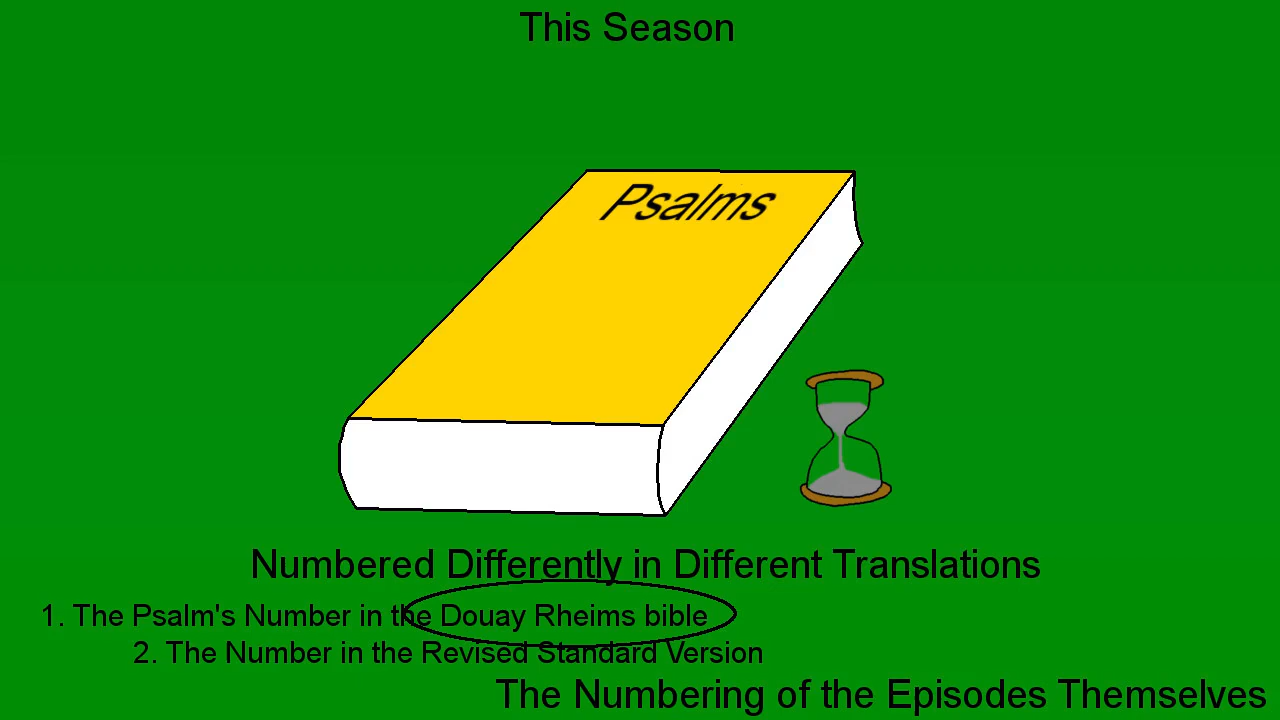 This Season
Psalms
Numbered Differently in Different Translations
1. The Psalm's Number in the Douay Rheims bible
2. The Number in the Revised Standard Version
The Numbering of the Episodes Themselves